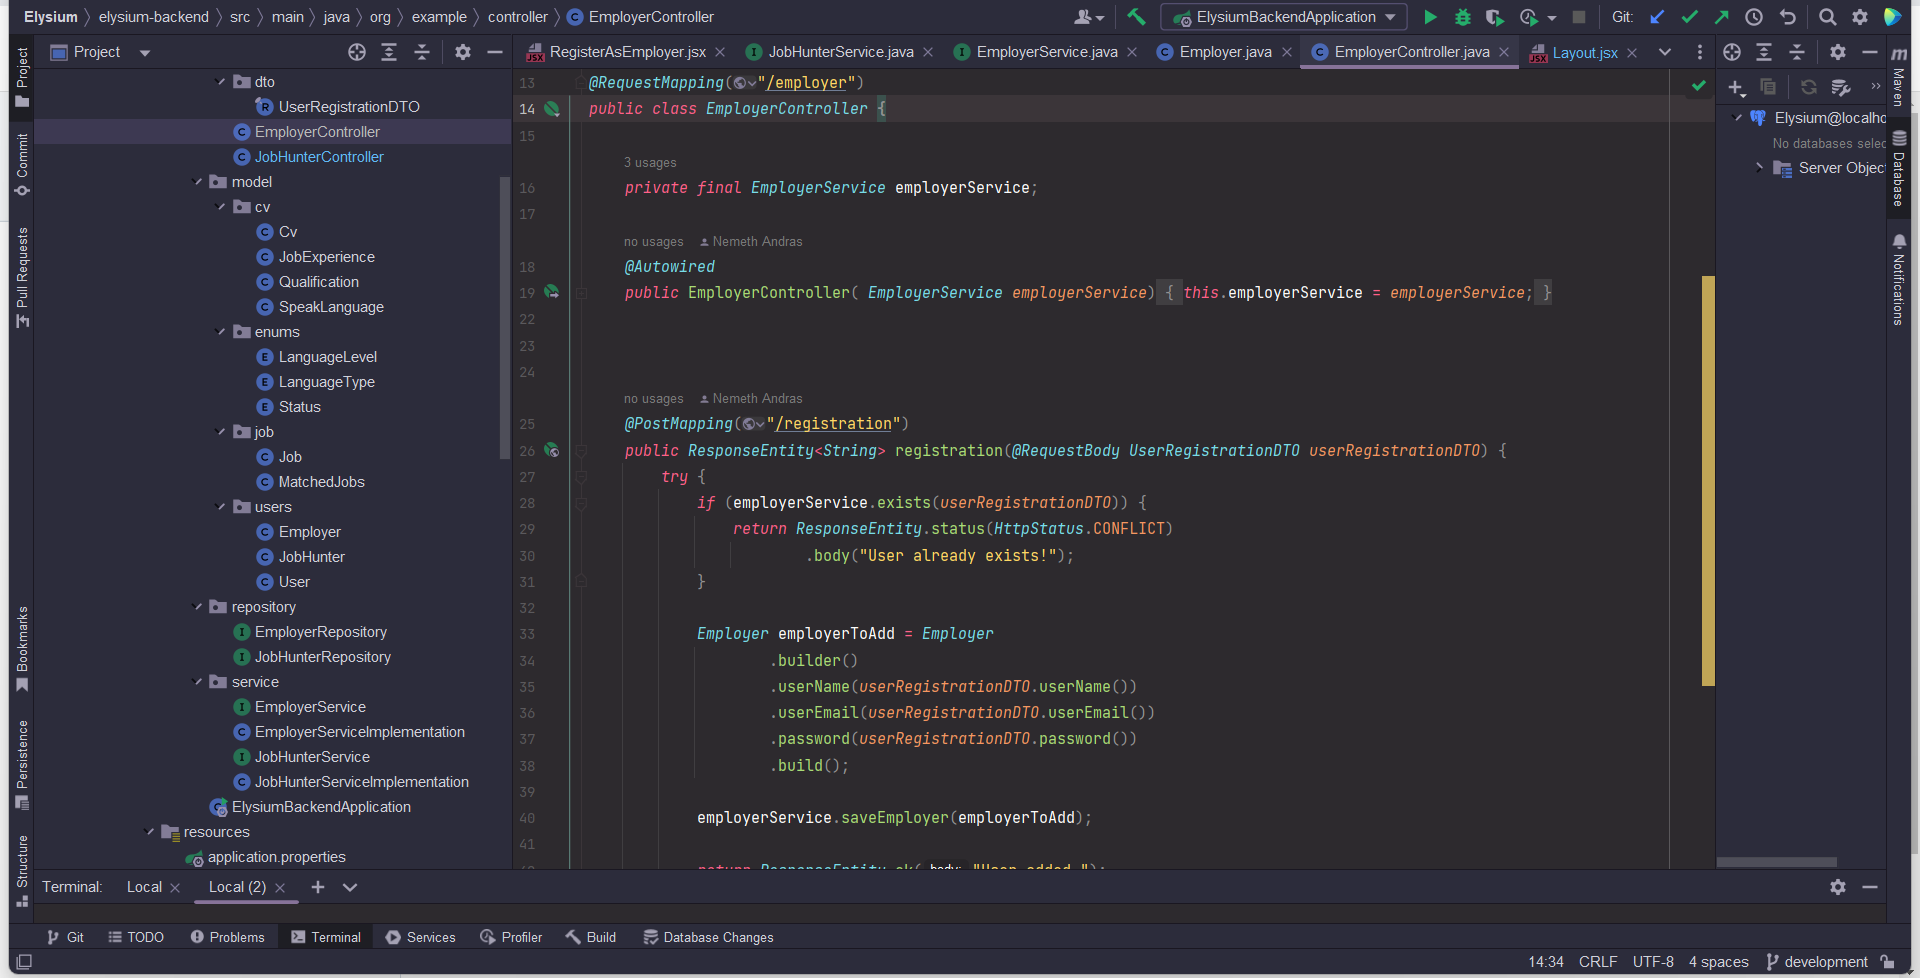 Elysium elysium-backend src main java org example controller EmployerController ElysiumBackendApplication Git:
Project RegisterAsEmployer.jsx JobHunterService.java EmployerService.java Employer.java EmployerController.java Layout.jsx
Project
Commit
Pull Requests
Bookmarks
Persistence
Structure
dto
UserRegistrationDTO
EmployerController
JobHunterController
model
cv
Cv
JobExperience
Qualification
SpeakLanguage
enums
LanguageLevel
LanguageType
Status
job
Job
MatchedJobs
users
Employer
JobHunter
User
repository
EmployerRepository
JobHunterRepository
service
EmployerService
EmployerServiceImplementation
JobHunterService
JobHunterServiceImplementation
ElysiumBackendApplication
resources
application.properties
13 @RequestMapping("/employer")
14 public class EmployerController {
15
3 usages
16 private final EmployerService employerService;
17
no usages Nemeth Andras
18 @Autowired
19 public EmployerController( EmployerService employerService) { this.employerService = employerService; }
22
23
24
no usages Nemeth Andras
25 @PostMapping("/registration")
26 public ResponseEntity<String> registration(@RequestBody UserRegistrationDTO userRegistrationDTO) {
27 try {
28 if (employerService.exists(userRegistrationDTO)) {
29 return ResponseEntity.status(HttpStatus.CONFLICT)
30 .body("User already exists!");
31 }
32
33 Employer employerToAdd = Employer
34 .builder()
35 .userName(userRegistrationDTO.userName())
36 .userEmail(userRegistrationDTO.userEmail())
37 .password(userRegistrationDTO.password())
38 .build();
39
40 employerService.saveEmployer(employerToAdd);
41
Elysium@localho
No databases selec
Server Objec
Maven
Database
Notifications
Terminal: Local Local (2)
Git TODO Problems Terminal Services Profiler Build Database Changes
14:34 CRLF UTF-8 4 spaces development